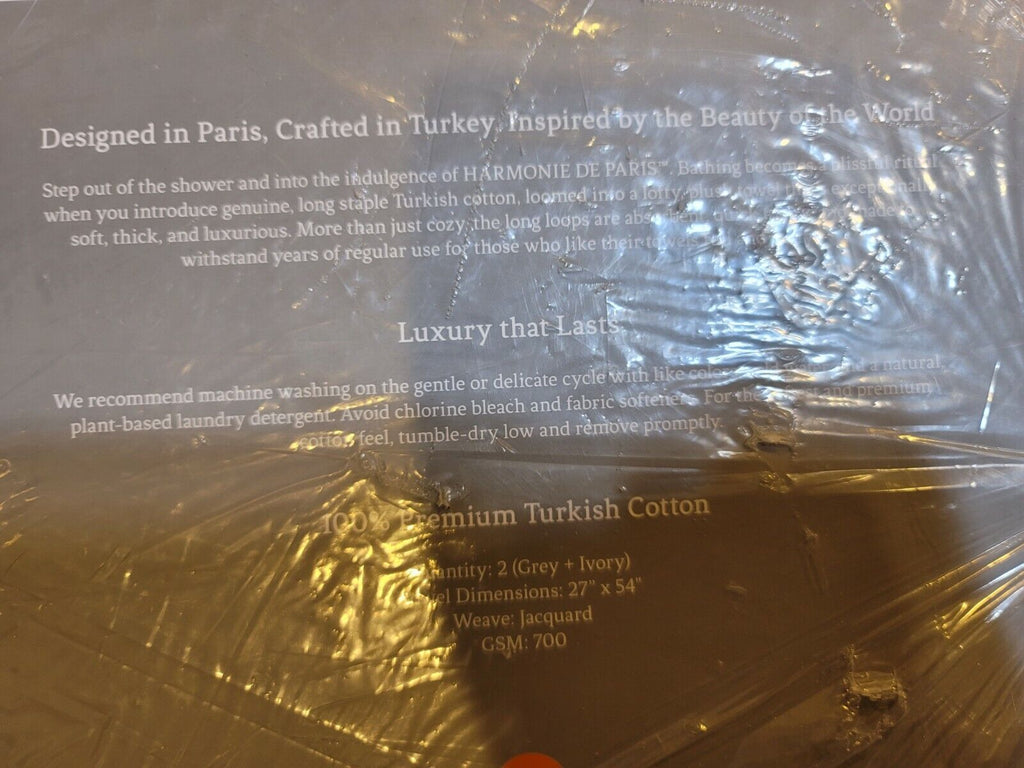 Designed in Paris, Crafted in Turkey, Inspired by the Beauty of the World
Step out of the shower and into the indulgence of HARMONIE DE PARIS™. Bathing becomes a blissful ritual
when you introduce genuine, long staple Turkish cotton, loomed into a lofty plush towel exceptionally
soft, thick, and luxurious. More than just cozy, the long loops are absorbent,
withstand years of regular use for those who like their towels
Luxury that Lasts
We recommend machine washing on the gentle or delicate cycle with like a natural,
plant-based laundry detergent. Avoid chlorine bleach and fabric softeners. For the and premium
cotton feel, tumble-dry low and remove promptly.
100% Premium Turkish Cotton
Quantity: 2 (Grey + Ivory)
Towel Dimensions: 27" x 54"
Weave: Jacquard
GSM: 700